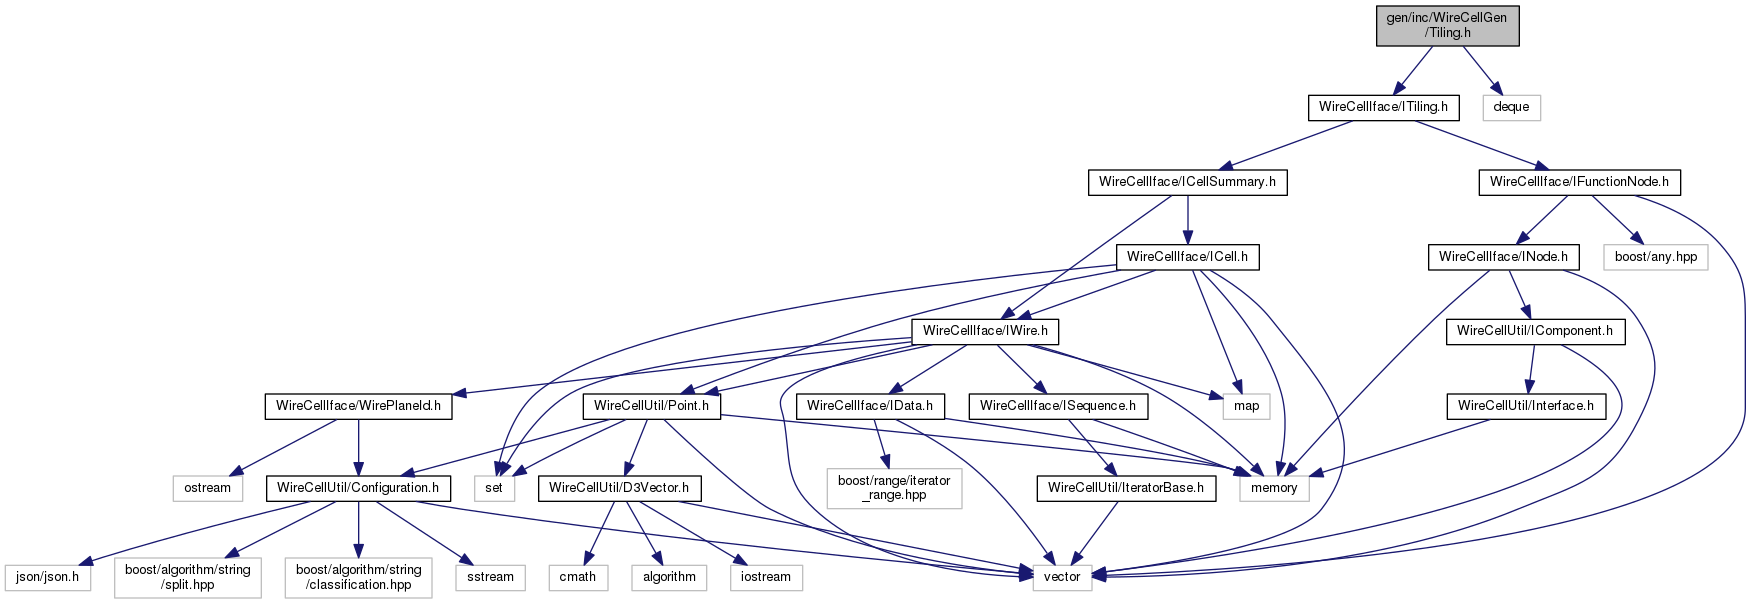 gen/inc/WireCellGen
/Tiling.h
WireCellIface/ITiling.h
deque
WireCellIface/ICellSummary.h
WireCellIface/IFunctionNode.h
WireCellIface/ICell.h
WireCellIface/INode.h
boost/any.hpp
WireCellIface/IWire.h
WireCellUtil/IComponent.h
WireCellIface/WirePlaneId.h
WireCellUtil/Point.h
WireCellIface/IData.h
WireCellIface/ISequence.h
map
WireCellUtil/Interface.h
ostream
WireCellUtil/Configuration.h
set
WireCellUtil/D3Vector.h
boost/range/iterator
_range.hpp
WireCellUtil/IteratorBase.h
memory
json/json.h
boost/algorithm/string
/split.hpp
boost/algorithm/string
/classification.hpp
sstream
cmath
algorithm
iostream
vector